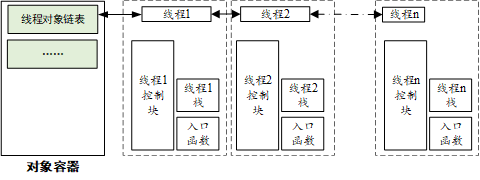 线程对象链表
……
对象容器
线程1
线程1
控制
块
线程1
栈
入口
函数
线程2
线程2
控制
块
线程2
栈
入口
函数
线程n
线程n
控制
块
线程n
栈
入口
函数